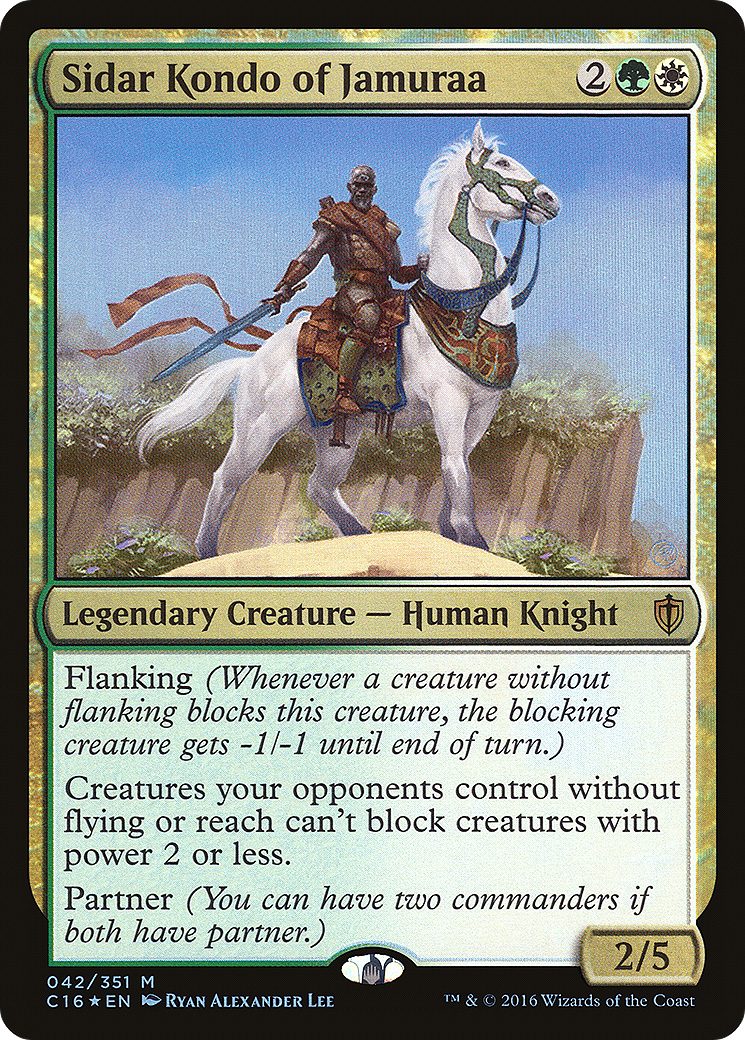 Sidar Kondo of Jamuraa 2
Legendary Creature — Human Knight
Flanking (Whenever a creature without
flanking blocks this creature, the blocking
creature gets -1/-1 until end of turn.)
Creatures your opponents control without
flying or reach can't block creatures with
power 2 or less.
Partner (You can have two commanders if
both have partner.)
2/5
042/351 M
C16★EN Ryan Alexander Lee
™ & © 2016 Wizards of the Coast